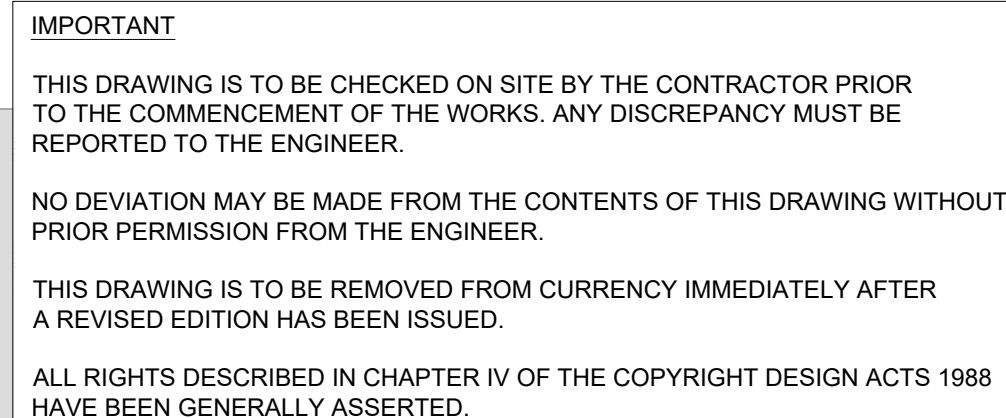 IMPORTANT
THIS DRAWING IS TO BE CHECKED ON SITE BY THE CONTRACTOR PRIOR
TO THE COMMENCEMENT OF THE WORKS. ANY DISCREPANCY MUST BE
REPORTED TO THE ENGINEER.
NO DEVIATION MAY BE MADE FROM THE CONTENTS OF THIS DRAWING WITHOUT
PRIOR PERMISSION FROM THE ENGINEER.
THIS DRAWING IS TO BE REMOVED FROM CURRENCY IMMEDIATELY AFTER
A REVISED EDITION HAS BEEN ISSUED.
ALL RIGHTS DESCRIBED IN CHAPTER IV OF THE COPYRIGHT DESIGN ACTS 1988
HAVE BEEN GENERALLY ASSERTED.